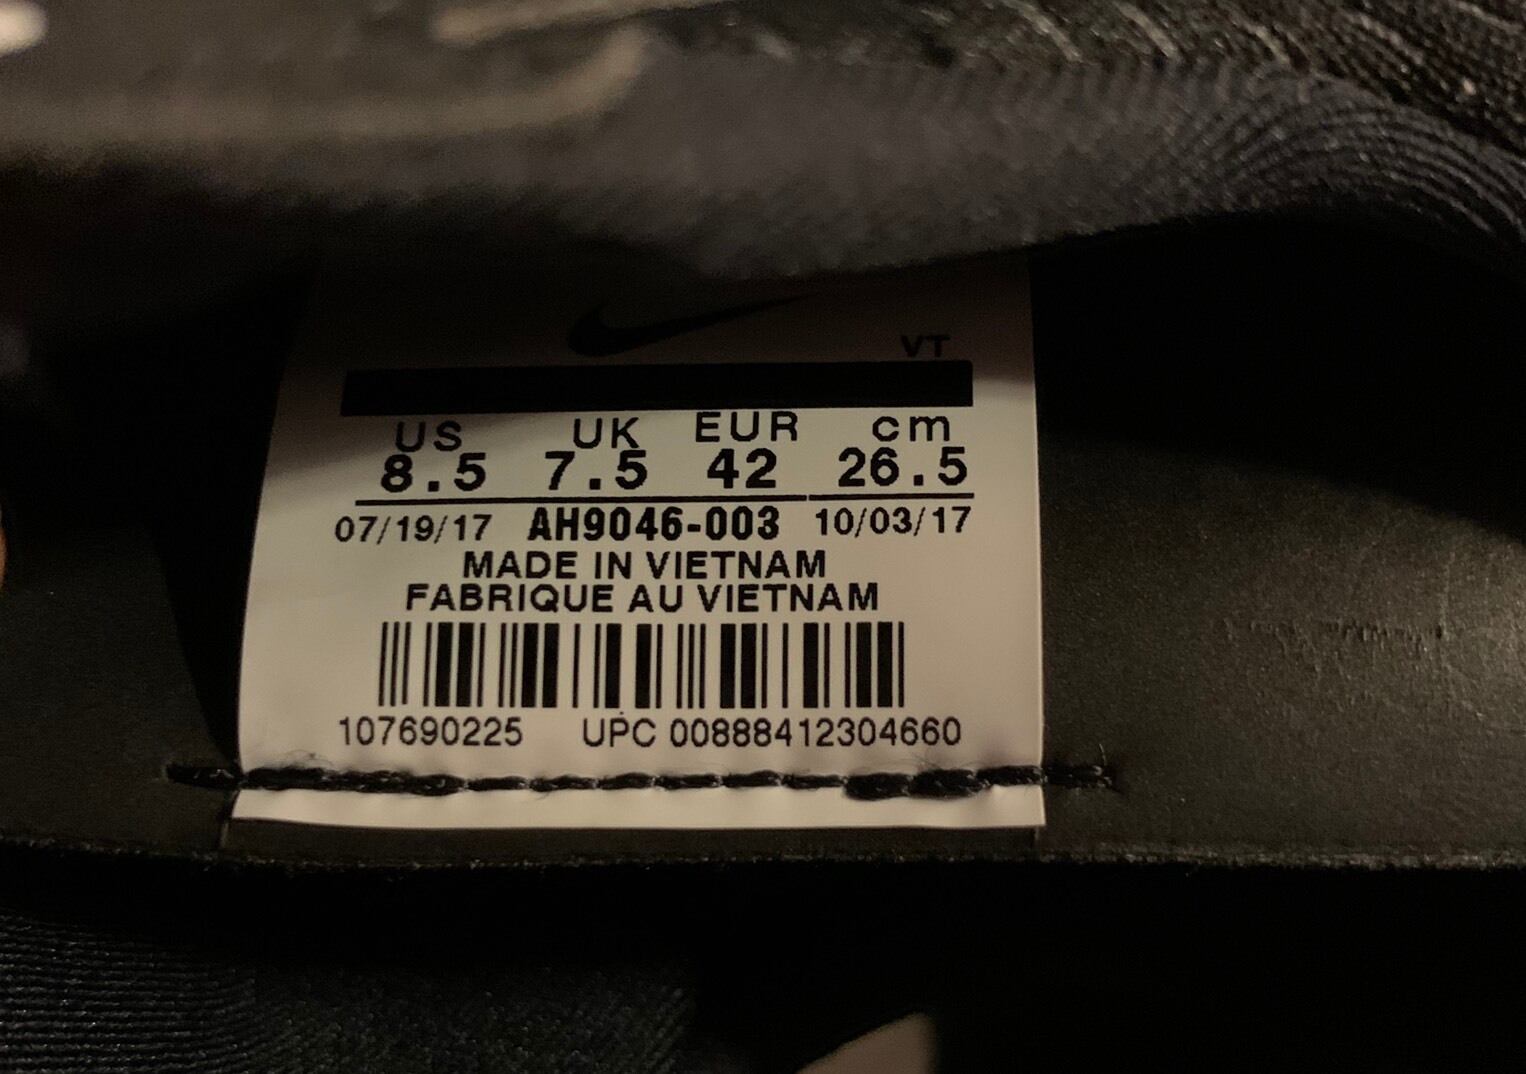 VT
US UK EUR cm
8.5 7.5 42 26.5
07/19/17 AH9046-003 10/03/17
MADE IN VIETNAM
FABRIQUE AU VIETNAM
107690225 UPC 00888412304660